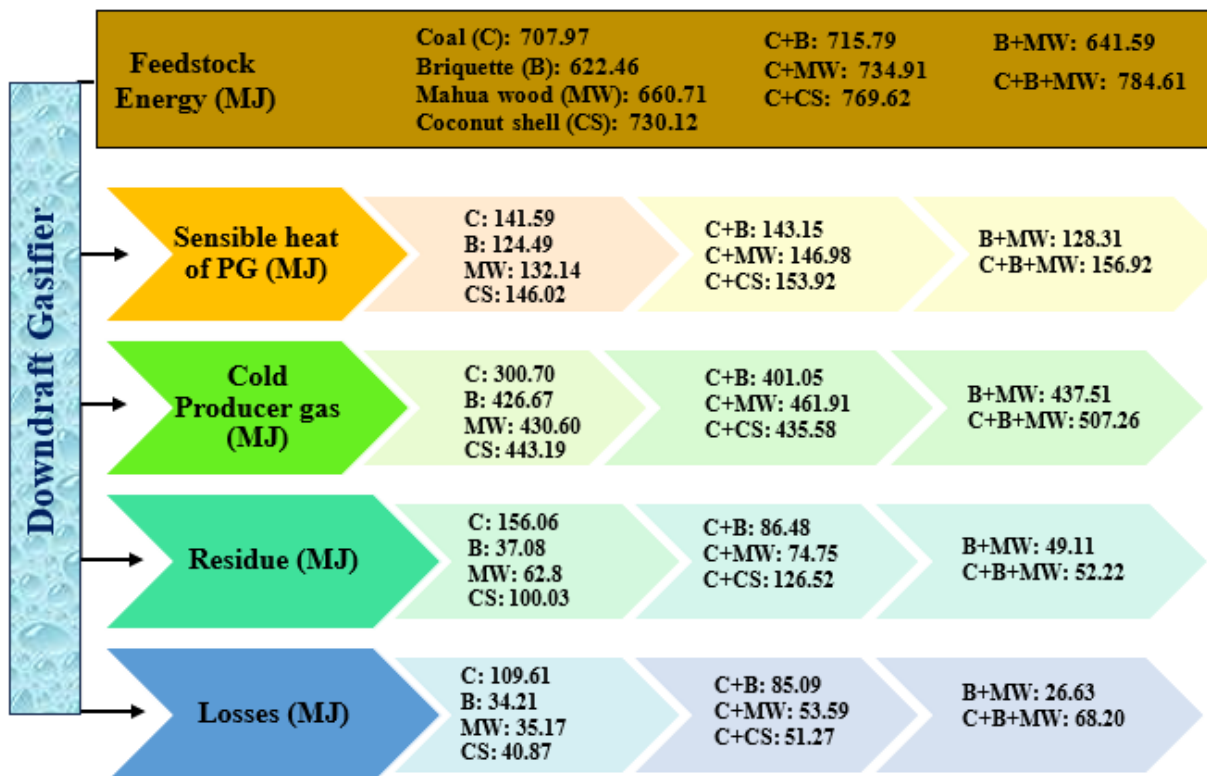 Downdraft Gasifier
Feedstock
Energy (MJ)
Coal (C): 707.97
Briquette (B): 622.46
Mahua wood (MW): 660.71
Coconut shell (CS): 730.12
C+B: 715.79
C+MW: 734.91
C+CS: 769.62
B+MW: 641.59
C+B+MW: 784.61
Sensible heat
of PG (MJ)
C: 141.59
B: 124.49
MW: 132.14
CS: 146.02
C+B: 143.15
C+MW: 146.98
C+CS: 153.92
B+MW: 128.31
C+B+MW: 156.92
Cold
Producer gas
(MJ)
C: 300.70
B: 426.67
MW: 430.60
CS: 443.19
C+B: 401.05
C+MW: 461.91
C+CS: 435.58
B+MW: 437.51
C+B+MW: 507.26
Residue (MJ)
C: 156.06
B: 37.08
MW: 62.8
CS: 100.03
C+B: 86.48
C+MW: 74.75
C+CS: 126.52
B+MW: 49.11
C+B+MW: 52.22
Losses (MJ)
C: 109.61
B: 34.21
MW: 35.17
CS: 40.87
C+B: 85.09
C+MW: 53.59
C+CS: 51.27
B+MW: 26.63
C+B+MW: 68.20